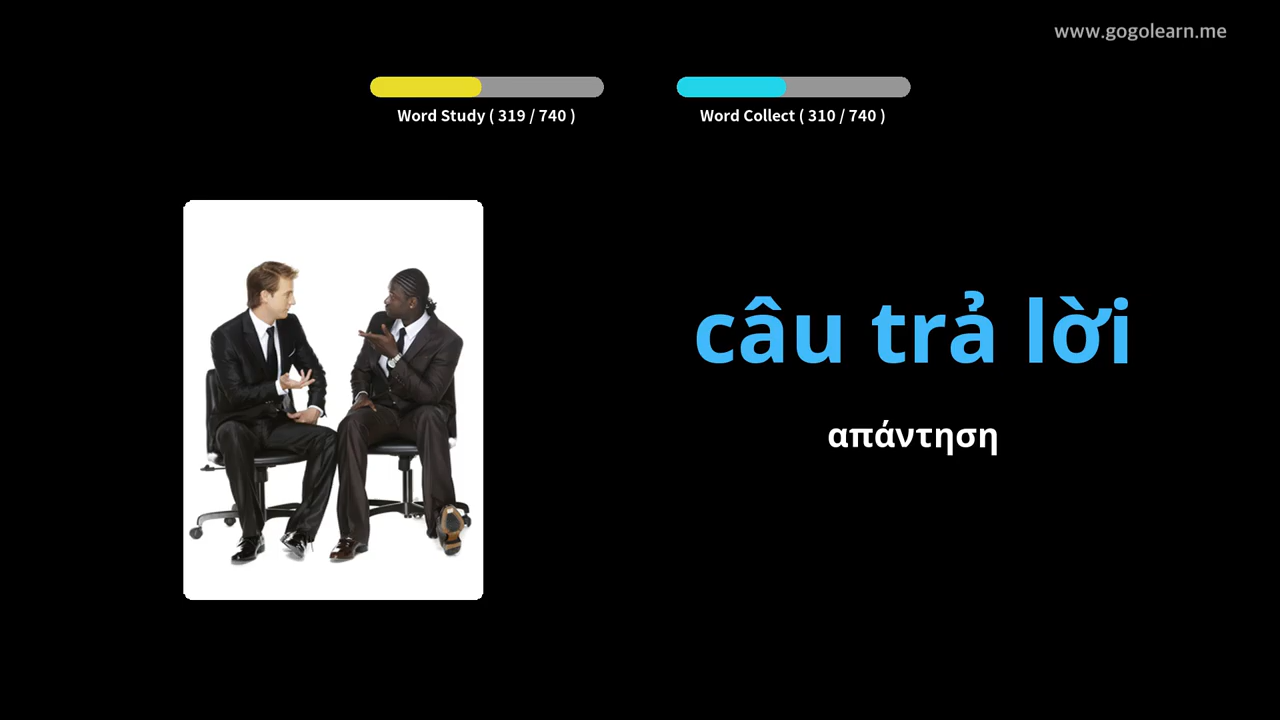 www.gogolearn.me
Word Study ( 319 / 740 )
Word Collect ( 310 / 740 )
câu trả lời
απάντηση